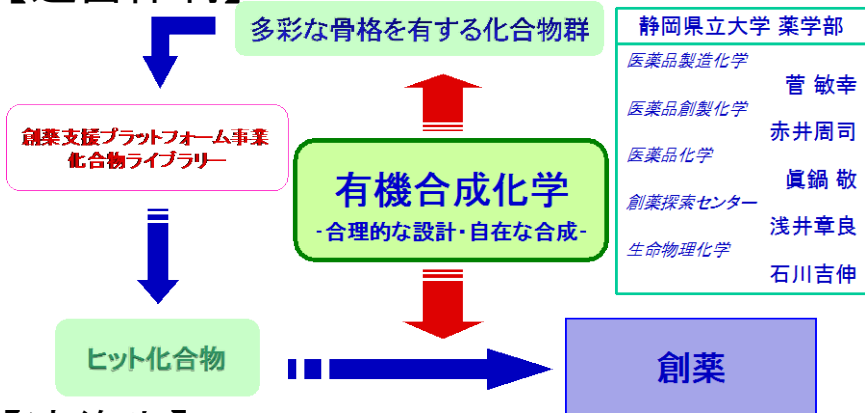 多彩な骨格を有する化合物群
創薬支援プラットフォーム事業
化合物ライブラリー
有機合成化学
-合理的な設計・自在な合成-
ヒット化合物
創薬
静岡県立大学 薬学部
医薬品製造化学
菅 敏幸
医薬品創製化学
赤井周司
医薬品化学
眞鍋 敬
創薬探索センター
浅井章良
生命物理化学
石川吉伸